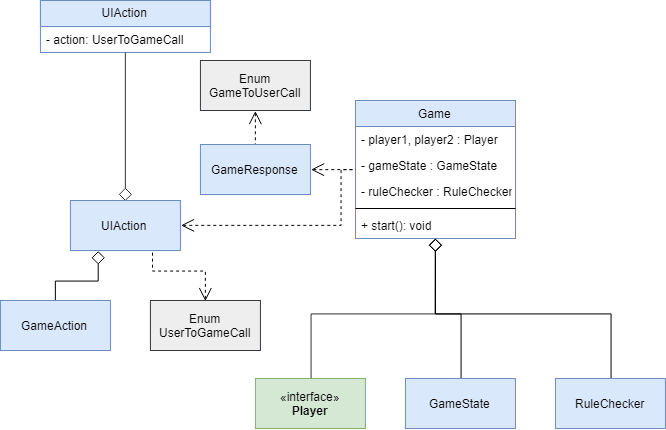 UIAction
- action: UserToGameCall
Enum
GameToUserCall
Game
- player1, player2 : Player
- gameState : GameState
- ruleChecker : RuleChecker
+ start(): void
GameResponse
UIAction
GameAction
Enum
UserToGameCall
«interface»
Player
GameState
RuleChecker